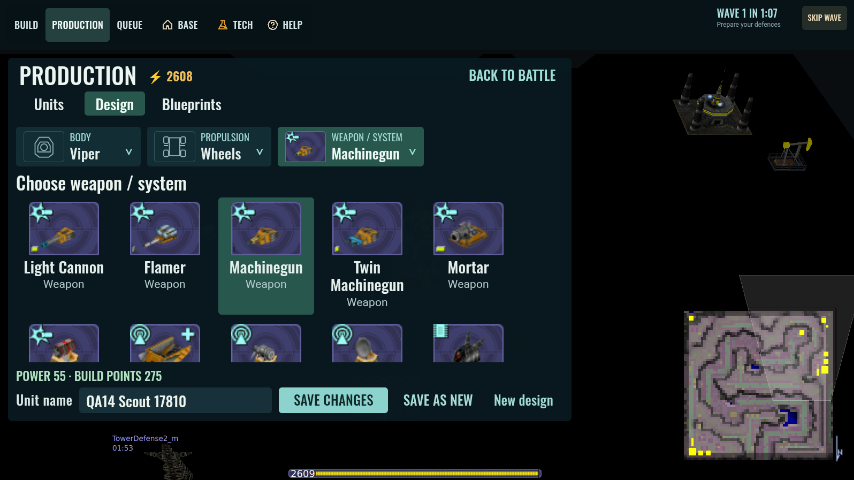 BUILD
PRODUCTION
QUEUE
BASE
TECH
HELP
WAVE 1 IN 1:07
Prepare your defences
SKIP WAVE
PRODUCTION
2608
BACK TO BATTLE
Units
Design
Blueprints
BODY
Viper
PROPULSION
Wheels
WEAPON / SYSTEM
Machinegun
Choose weapon / system
Light Cannon
Weapon
Flamer
Weapon
Machinegun
Weapon
Twin
Machinegun
Weapon
Mortar
Weapon
POWER 55 · BUILD POINTS 275
Unit name
QA14 Scout 17810
SAVE CHANGES
SAVE AS NEW
New design
TowerDefense2_m
01:53
2609
N